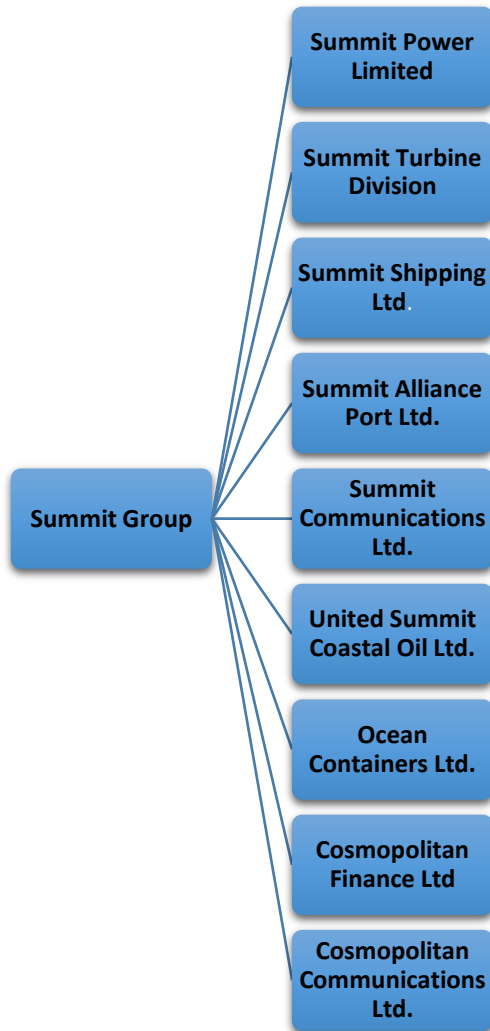 Summit Power
Limited
Summit Turbine
Division
Summit Shipping
Ltd.
Summit Alliance
Port Ltd.
Summit Group
Summit
Communications
Ltd.
United Summit
Coastal Oil Ltd.
Ocean
Containers Ltd.
Cosmopolitan
Finance Ltd
Cosmopolitan
Communications
Ltd.